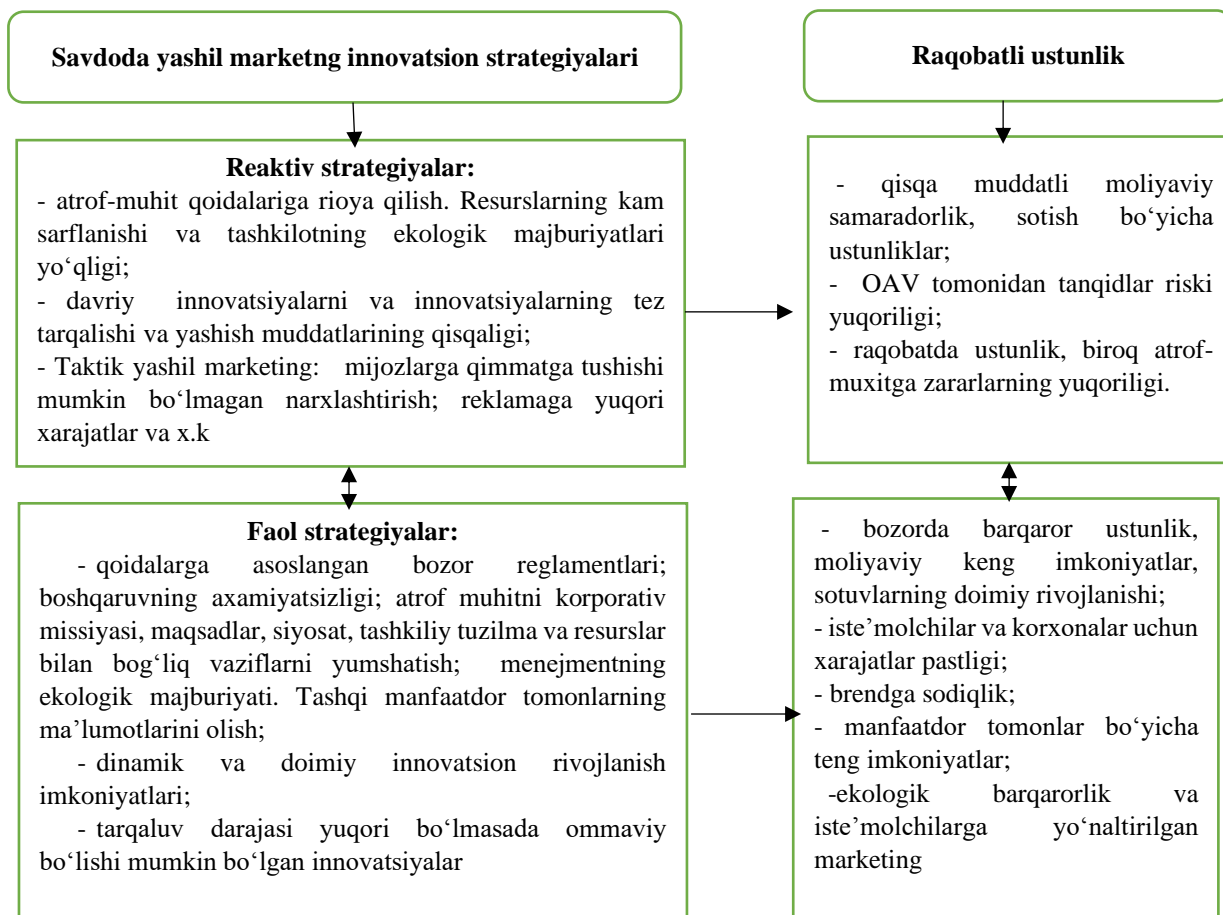 Savdoda yashil marketng innovatsion strategiyalari
Raqobatli ustunlik
Reaktiv strategiyalar:
- atrof-muhit qoidalariga rioya qilish. Resurslarning kam
sarflanishi va tashkilotning ekologik majburiyatlari
yo‘qligi;
- davriy innovatsiyalarni va innovatsiyalarning tez
tarqalishi va yashish muddatlarining qisqaligi;
- Taktik yashil marketing: mijozlarga qimmatga tushishi
mumkin bo‘lmagan narxlashtirish; reklamaga yuqori
xarajatlar va x.k
- qisqa muddatli moliyaviy
samaradorlik, sotish bo‘yicha
ustunliklar;
- OAV tomonidan tanqidlar riski
yuqoriligi;
- raqobatda ustunlik, biroq atrof-
muxitga zararlarning yuqoriligi.
Faol strategiyalar:
- qoidalarga asoslangan bozor reglamentlari;
boshqaruvning axamiyatsizligi; atrof muhitni korporativ
missiyasi, maqsadlar, siyosat, tashkiliy tuzilma va resurslar
bilan bog‘liq vaziflarni yumshatish; menejmentning
ekologik majburiyati. Tashqi manfaatdor tomonlarning
ma’lumotlarini olish;
- dinamik va doimiy innovatsion rivojlanish
imkoniyatlari;
- tarqaluv darajasi yuqori bo‘lmasada ommaviy
bo‘lishi mumkin bo‘lgan innovatsiyalar
- bozorda barqaror ustunlik,
moliyaviy keng imkoniyatlar,
sotuvlarning doimiy rivojlanishi;
- iste’molchilar va korxonalar uchun
xarajatlar pastligi;
- brendga sodiqlik;
- manfaatdor tomonlar bo‘yicha
teng imkoniyatlar;
-ekologik barqarorlik va
iste’molchilarga yo‘naltirilgan
marketing